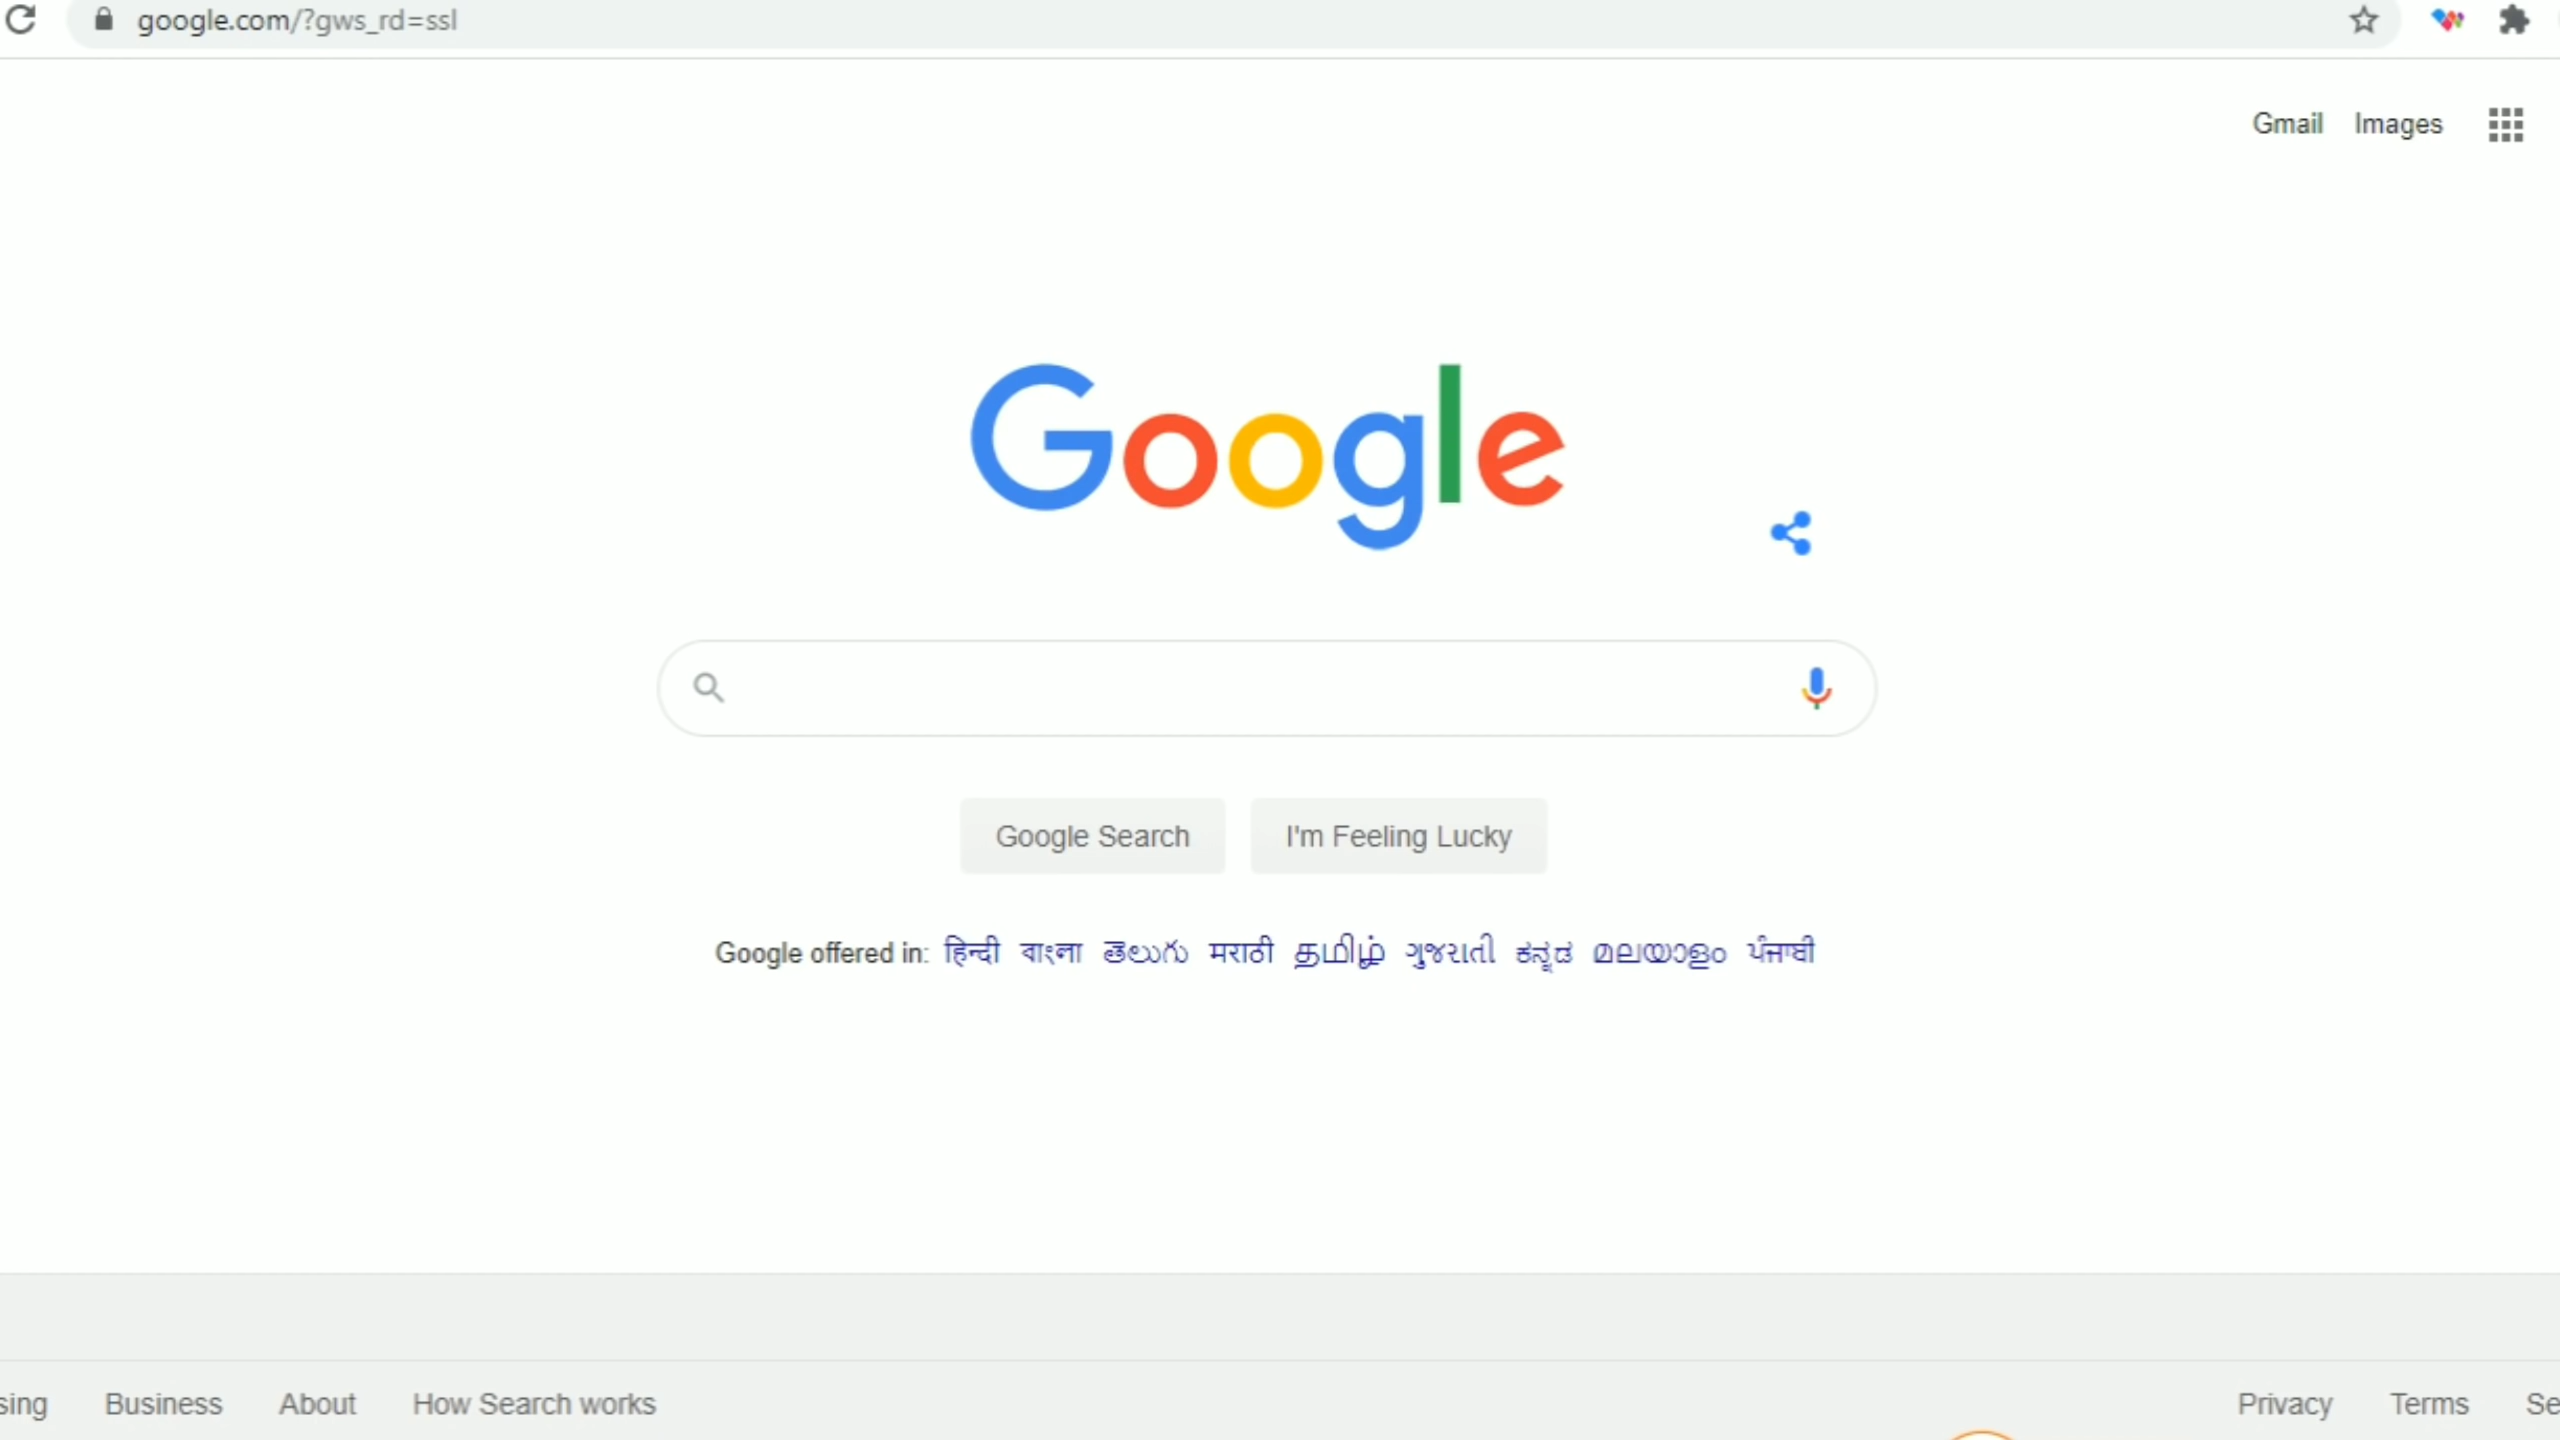 google.com/?gws_rd=ssl
Gmail Images
Google
Google Search I'm Feeling Lucky
Google offered in: हिन्दी বাংলা తెలుగు मराठी தமிழ் ગુજરાતી ಕನ್ನಡ മലയാളം ਪੰਜਾਬੀ
sing Business About How Search works Privacy Terms Se